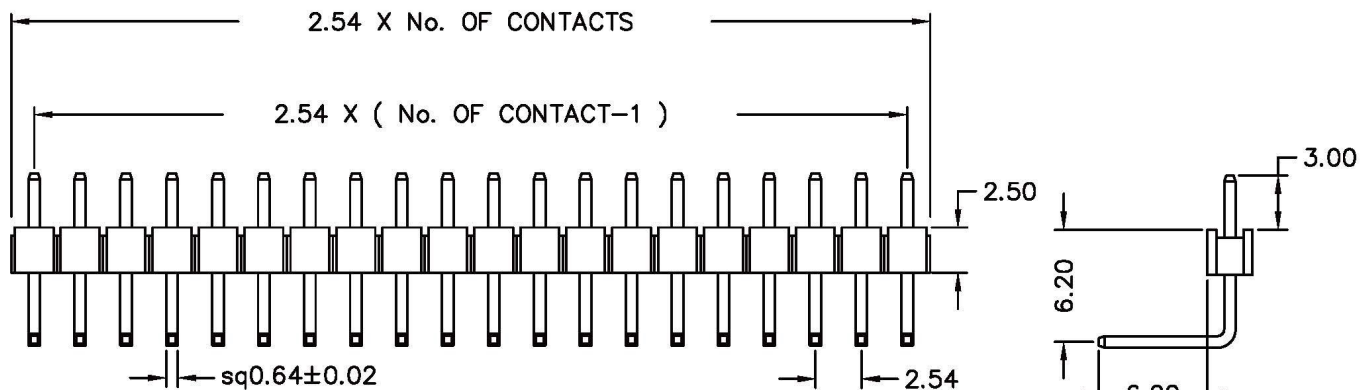 2.54 X No. OF CONTACTS
2.54 X ( No. OF CONTACT-1 )
3.00
2.50
6.20
sq0.64±0.02
2.54